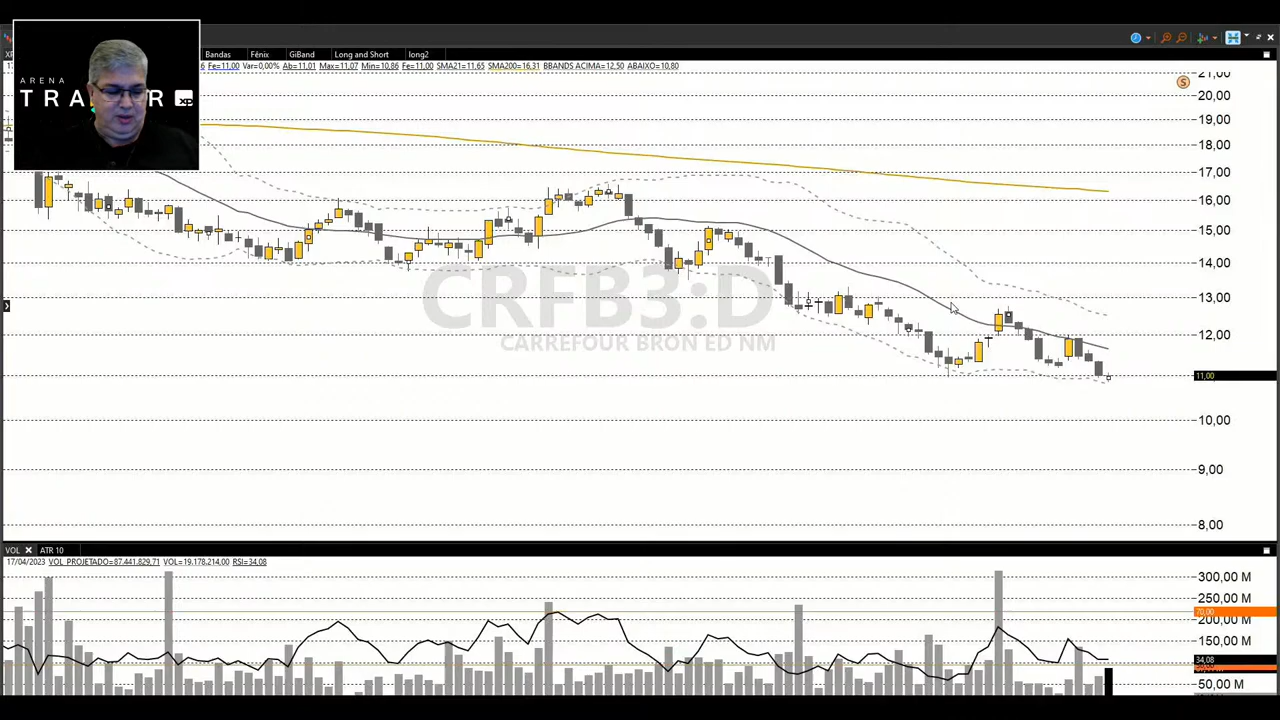 ARENA
TRADER XP
Bandas Fênix GiBand Long and Short long2
Fe=11,00 Var=0,00% Ab=11,01 Max=11,07 Min=10,86 Fe=11,00 SMA21=11,65 SMA200=16,31 BBANDS ACIMA=12,50 ABAIXO=10,80
S
21,00
20,00
19,00
18,00
17,00
16,00
15,00
14,00
13,00
12,00
11,00
10,00
9,00
8,00
CRFB3:D
CARREFOUR BRON ED NM
VOL ATR 10
17/04/2023 VOL_PROJETADO=87.441.829,71 VOL=19.178.214,00 RSI=34,08
300,00 M
250,00 M
70,00
200,00 M
150,00 M
34,08
50,00 M